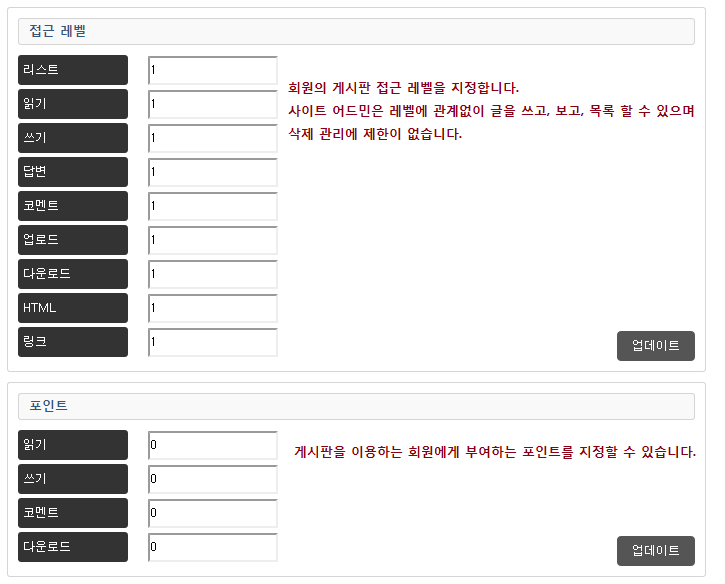 접근 레벨
리스트 1
읽기 1
쓰기 1
답변 1
코멘트 1
업로드 1
다운로드 1
HTML 1
링크 1
회원의 게시판 접근 레벨을 지정합니다.
사이트 어드민은 레벨에 관계없이 글을 쓰고, 보고, 목록 할 수 있으며
삭제 관리에 제한이 없습니다.
업데이트
포인트
읽기 0
쓰기 0
코멘트 0
다운로드 0
게시판을 이용하는 회원에게 부여하는 포인트를 지정할 수 있습니다.
업데이트